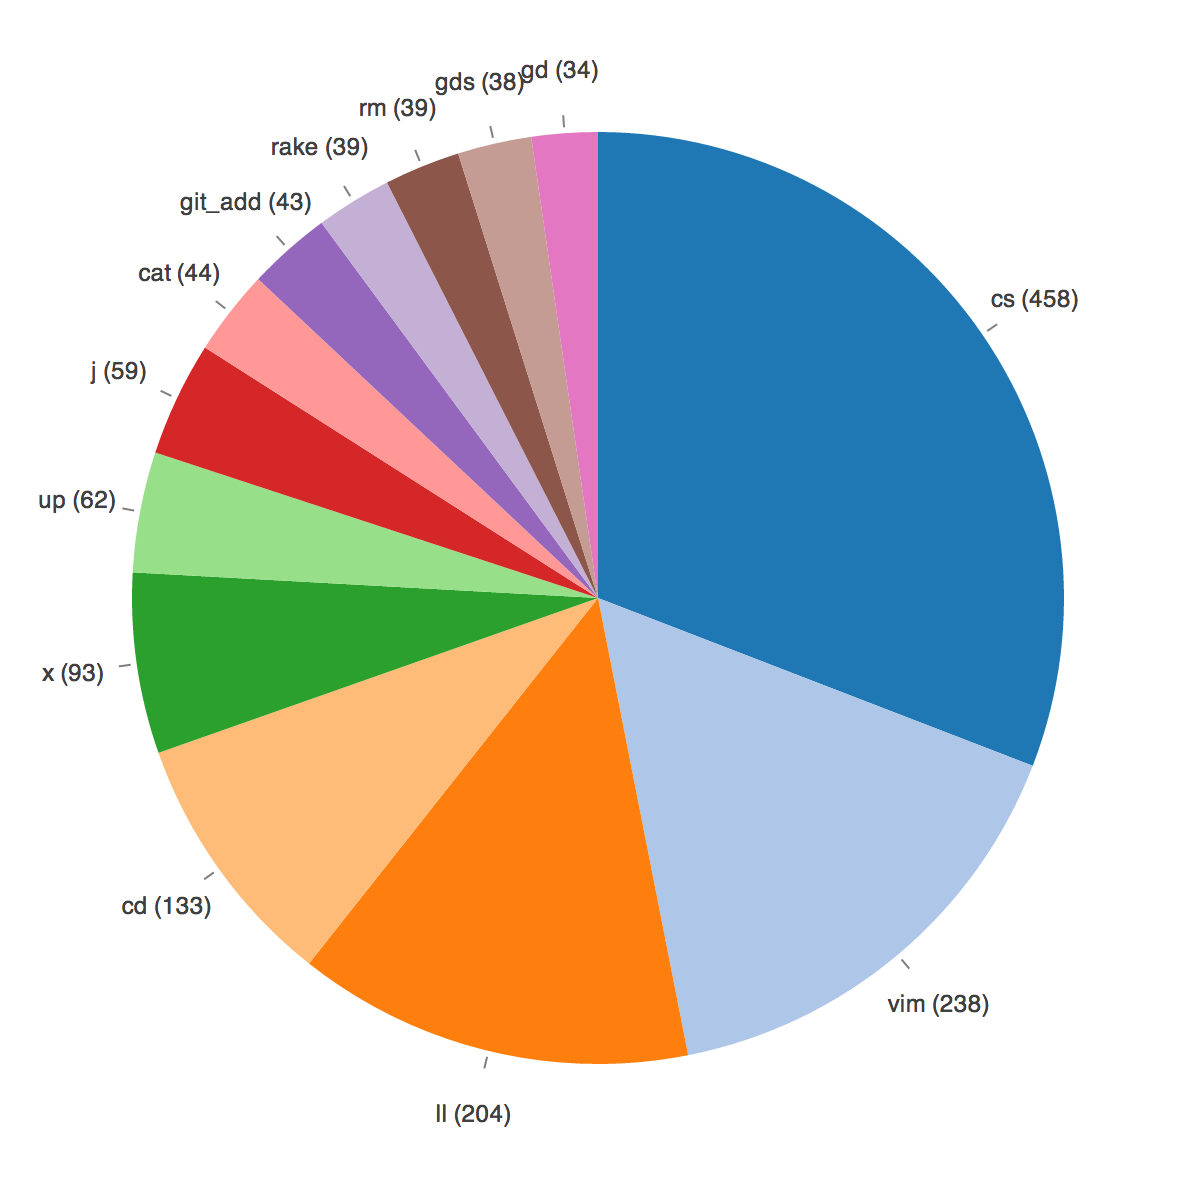 gd (34)
gds (38)
rm (39)
rake (39)
git_add (43)
cat (44)
cs (458)
j (59)
up (62)
x (93)
cd (133)
vim (238)
ll (204)